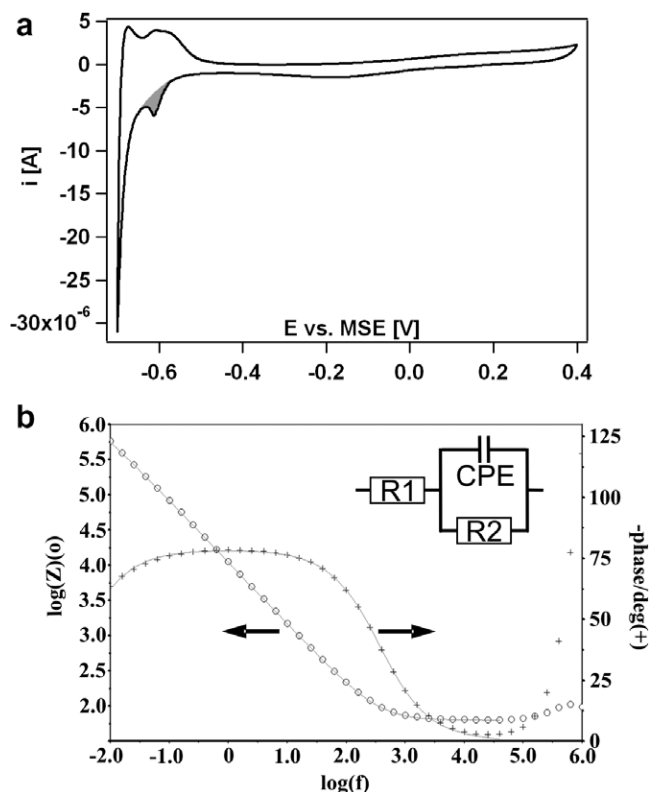 a
5
0
-5
-10
-15
-20
-25
-30x10⁻⁶
i [A]
E vs. MSE [V]
-0.6 -0.4 -0.2 0.0 0.2 0.4
b
6.0
5.5
5.0
4.5
4.0
3.5
3.0
2.5
2.0
log(Z)(o)
125
100
75
50
25
0
-phase/deg(+)
R1
CPE
R2
-2.0 -1.0 0 1.0 2.0 3.0 4.0 5.0 6.0
log(f)